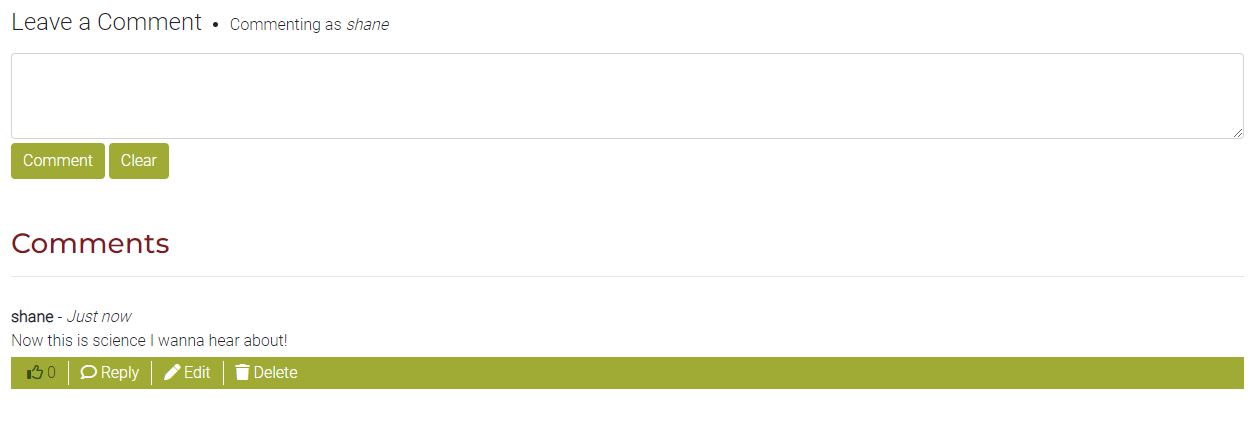 Leave a Comment • Commenting as shane
Comment Clear
Comments
shane - Just now
Now this is science I wanna hear about!
0 Reply Edit Delete